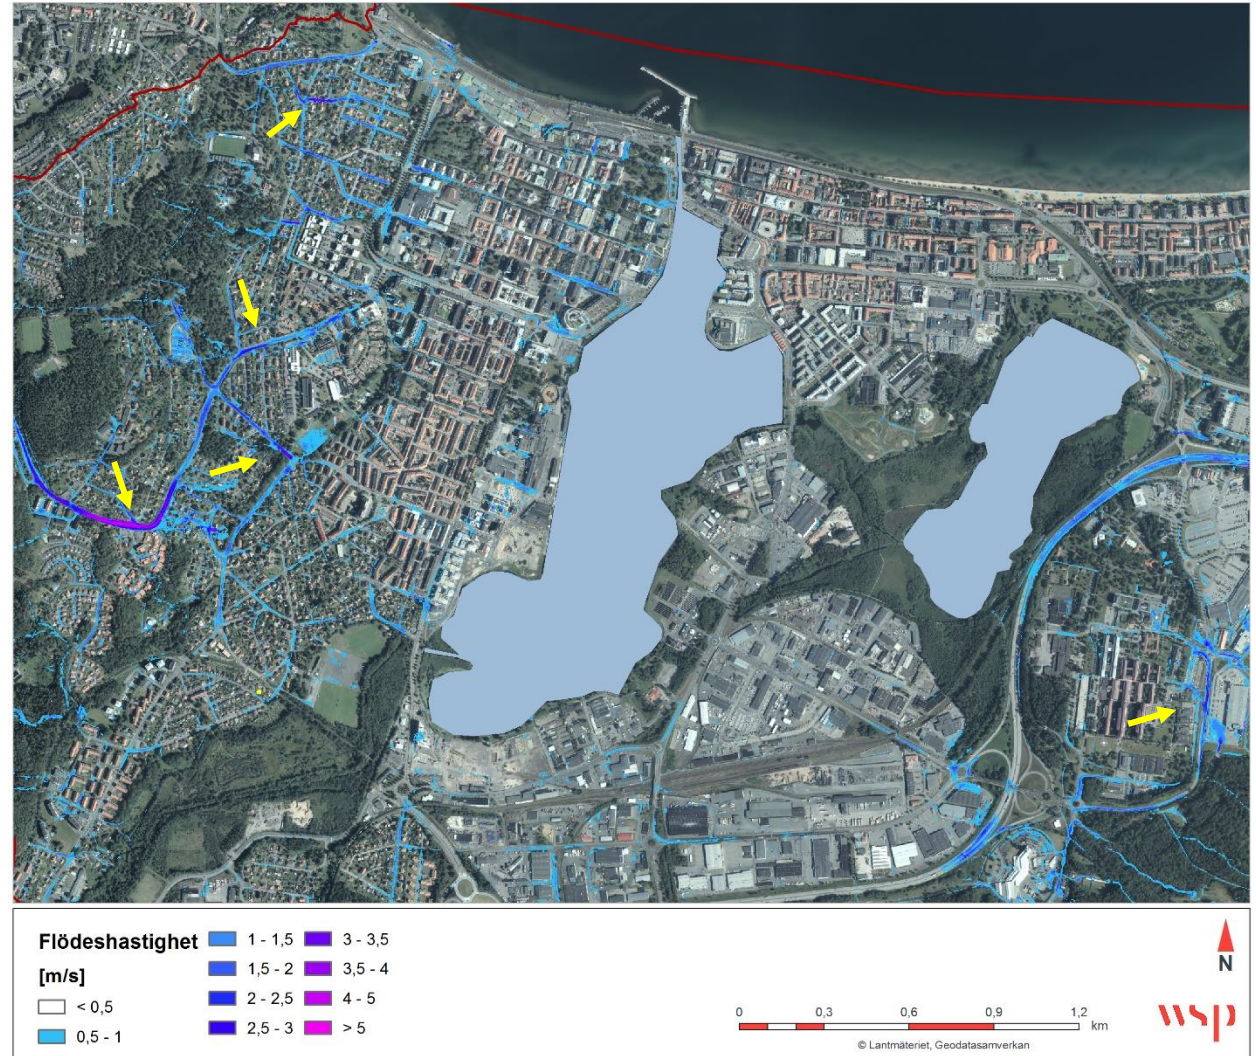 Flödeshastighet
[m/s]
< 0,5
0,5 - 1
1 - 1,5
1,5 - 2
2 - 2,5
2,5 - 3
3 - 3,5
3,5 - 4
4 - 5
> 5
0 0,3 0,6 0,9 1,2
km
© Lantmäteriet, Geodatasamverkan
N
wsp